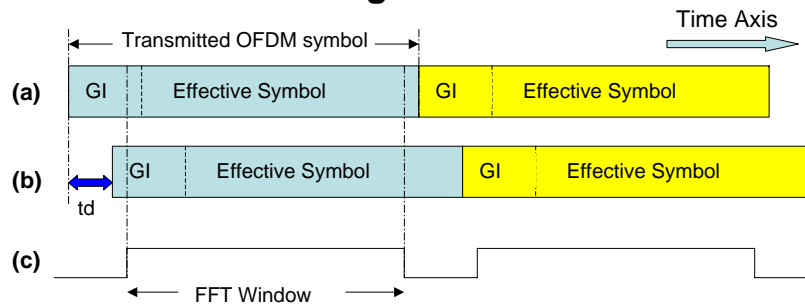 Time Axis
Transmitted OFDM symbol
(a) GI Effective Symbol GI Effective Symbol
(b) GI Effective Symbol GI Effective Symbol
td
(c)
FFT Window